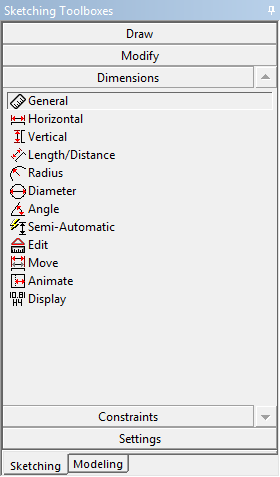 Sketching Toolboxes
Draw
Modify
Dimensions
General
Horizontal
Vertical
Length/Distance
Radius
Diameter
Angle
Semi-Automatic
Edit
Move
Animate
Display
Constraints
Settings
Sketching Modeling